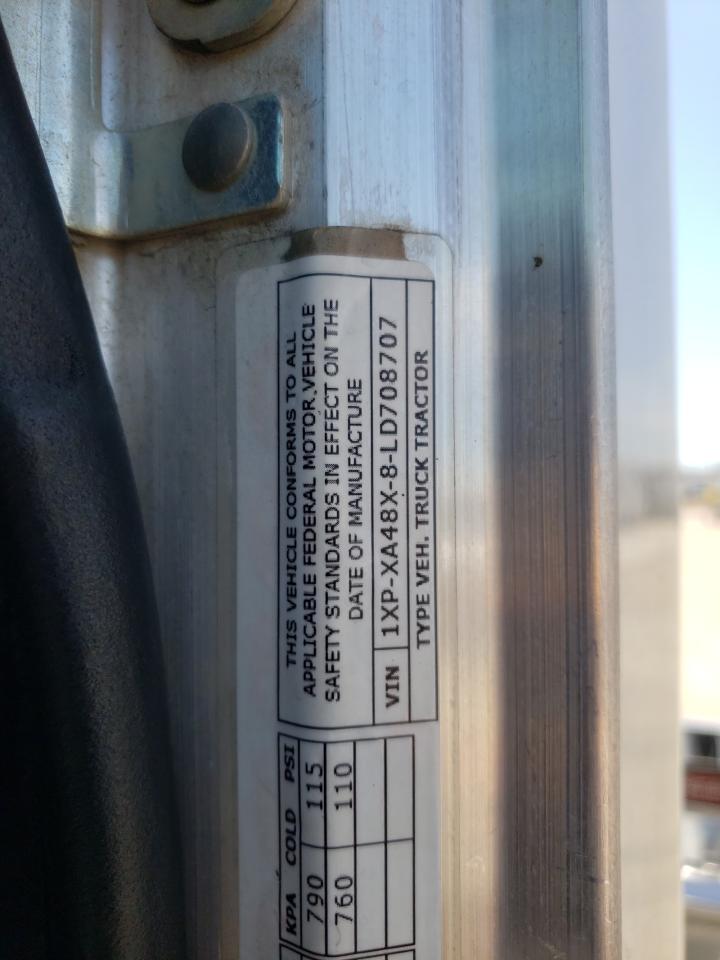 THIS VEHICLE CONFORMS TO ALL
APPLICABLE FEDERAL MOTOR VEHICLE
SAFETY STANDARDS IN EFFECT ON THE
DATE OF MANUFACTURE
VIN 1XP-XA48X-8-LD708707
TYPE VEH. TRUCK TRACTOR
KPA COLD PSI
790 115
760 110